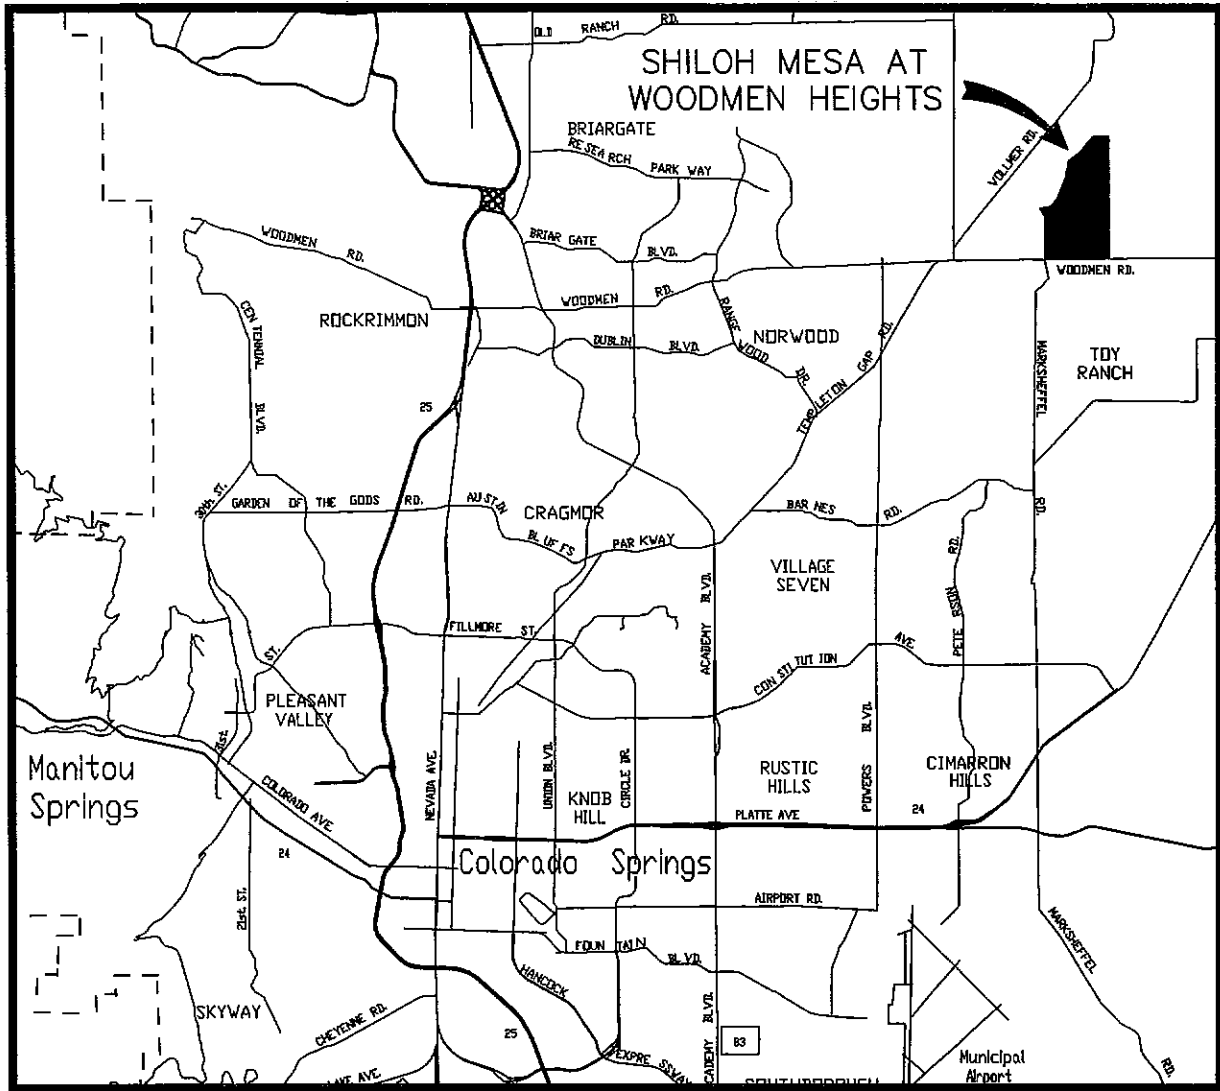 OLD RANCH RD.
SHILOH MESA AT
WOODMEN HEIGHTS
BRIARGATE
RESEARCH PARK WAY
VOLLMER RD.
WOODMEN RD.
BRIAR GATE BLVD.
WOODMEN RD.
CENTENNIAL BLVD.
ROCKRIMMON
WOODMEN RD.
DUBLIN BLVD.
RANGE WOOD DR.
NORWOOD
TEMPLETON GAP RD.
MARKSHEFFEL RD.
TOY
RANCH
25
30th ST.
GARDEN OF THE GODS RD.
AUSTIN BLUFFS PARKWAY
CRAGMOR
BARNES RD.
VILLAGE
SEVEN
ACADEMY BLVD.
PETERSON RD.
FILLMORE ST.
ST.
CONSTITUTION AVE.
PLEASANT
VALLEY
31st.
Manitou
Springs
COLORADO AVE.
NEVADA AVE.
UNION BLVD.
KNOB
HILL
CIRCLE DR.
RUSTIC
HILLS
POWERS BLVD.
CIMARRON
HILLS
24
PLATTE AVE
24
Colorado Springs
21st ST.
AIRPORT RD.
FOUNTAIN BLVD.
HANCOCK
EXPRESSWAY
MARKSHEFFEL RD.
SKYWAY
CHEYENNE RD.
25
ACADEMY BLVD.
83
Municipal
Airport
LAKE AVE.
SOUTHBOROUGH